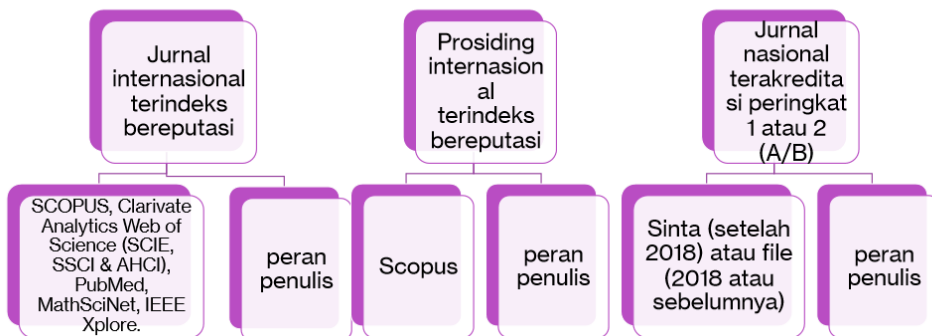 Jurnal
internasional
terindeks
bereputasi
Prosiding
internasion
al
terindeks
bereputasi
Jurnal
nasional
terakredita
si peringkat
1 atau 2
(A/B)
SCOPUS, Clarivate
Analytics Web of
Science (SCIE,
SSCI & AHCI),
PubMed,
MathSciNet, IEEE
Xplore.
peran
penulis
Scopus
peran
penulis
Sinta (setelah
2018) atau file
(2018 atau
sebelumnya)
peran
penulis